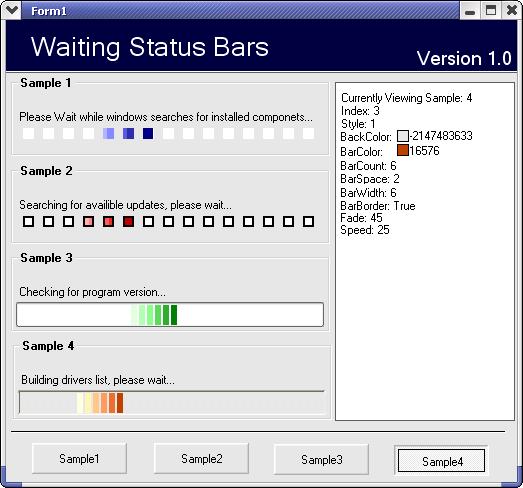 Form1
Waiting Status Bars
Version 1.0
Sample 1
Please Wait while windows searches for installed componets...
Sample 2
Searching for availible updates, please wait...
Sample 3
Checking for program version...
Sample 4
Building drivers list, please wait...
Currently Viewing Sample: 4
Index: 3
Style: 1
BackColor: -2147483633
BarColor: 16576
BarCount: 6
BarSpace: 2
BarWidth: 6
BarBorder: True
Fade: 45
Speed: 25
Sample1 Sample2 Sample3 Sample4